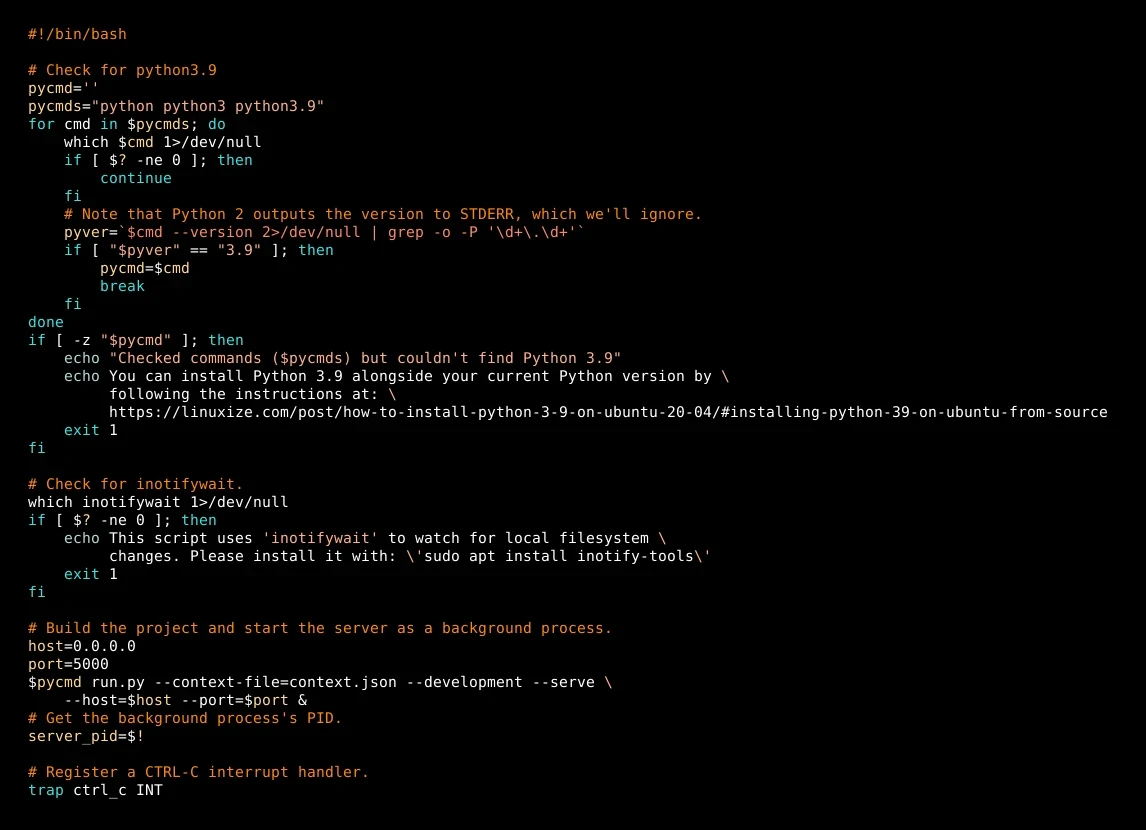 #!/bin/bash

# Check for python3.9
pycmd=''
pycmds="python python3 python3.9"
for cmd in $pycmds; do
    which $cmd 1>/dev/null
    if [ $? -ne 0 ]; then
        continue
    fi
    # Note that Python 2 outputs the version to STDERR, which we'll ignore.
    pyver=`$cmd --version 2>/dev/null | grep -o -P '\d+\.\d+'`
    if [ "$pyver" == "3.9" ]; then
        pycmd=$cmd
        break
    fi
done
if [ -z "$pycmd" ]; then
    echo "Checked commands ($pycmds) but couldn't find Python 3.9"
    echo You can install Python 3.9 alongside your current Python version by \
         following the instructions at: \
         https://linuxize.com/post/how-to-install-python-3-9-on-ubuntu-20-04/#installing-python-39-on-ubuntu-from-source
    exit 1
fi

# Check for inotifywait.
which inotifywait 1>/dev/null
if [ $? -ne 0 ]; then
    echo This script uses 'inotifywait' to watch for local filesystem \
         changes. Please install it with: \'sudo apt install inotify-tools\'
    exit 1
fi

# Build the project and start the server as a background process.
host=0.0.0.0
port=5000
$pycmd run.py --context-file=context.json --development --serve \
    --host=$host --port=$port &
# Get the background process's PID.
server_pid=$!

# Register a CTRL-C interrupt handler.
trap ctrl_c INT